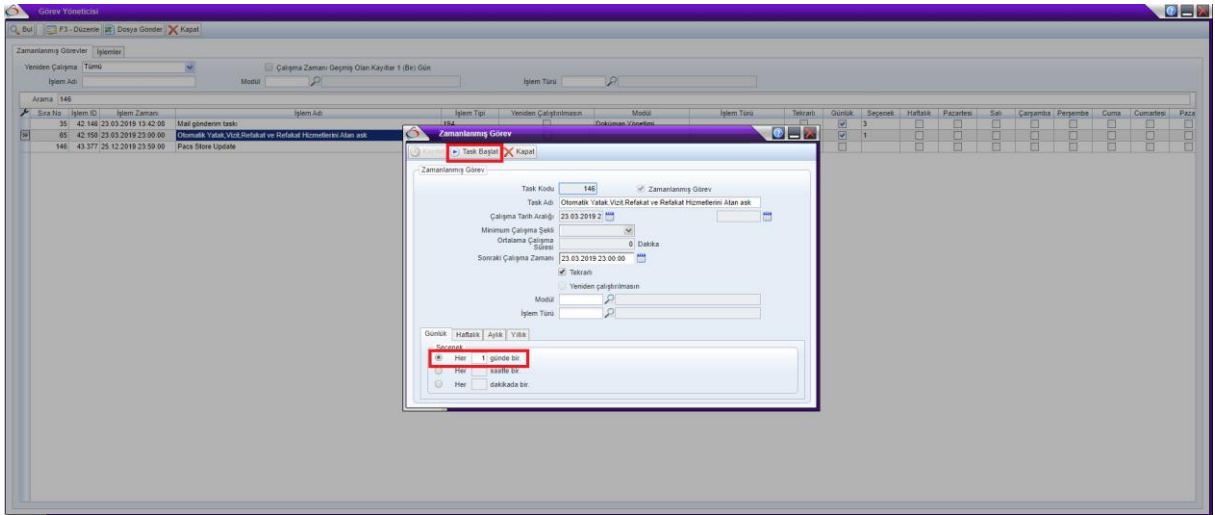 Görev Yöneticisi
Bul F3 - Düzenle Dosya Gönder Kapat
Zamanlanmış Görevler İşlemler
Yeniden Çalışma Tümü Çalışma Zamanı Geçmiş Olan Kayıtlar 1 (Be) Gün
İşlem Adı Modül İşlem Türü
Arama 146
Sıra No İşlem ID İşlem Zamanı İşlem Adı İşlem Tipi Yeniden Çalıştırılmasın Modül İşlem Türü Tekrarlı Günlük Seçenek Haftalık Pazartesi Salı Çarşamba Perşembe Cuma Cumartesi Paza
35 42.146 23.03.2019 13:42:00 Mail gönderim taskı 194 Doküman Yönetimi 3
65 42.150 23.03.2019 23:00:00 Otomatik Yatak,Vizit,Refakat ve Refakat Hizmetlerini Atan ask 1
146 43.377 25.12.2019 23:59:00 Pacs Store Update
Zamanlanmış Görev
Task Başlat Kapat
Zamanlanmış Görev
Task Kodu 146 Zamanlanmış Görev
Task Adı Otomatik Yatak,Vizit,Refakat ve Refakat Hizmetlerini Atan ask
Çalışma Tarih Aralığı 23.03.2019 2
Minimum Çalışma Şekli
Ortalama Çalışma
Süresi 0 Dakika
Sonraki Çalışma Zamanı 23.03.2019 23:00:00
Tekrarlı
Yeniden çalıştırılmasın
Modül
İşlem Türü
Günlük Haftalık Aylık Yıllık
Seçenek
Her 1 günde bir.
Her saatte bir.
Her dakikada bir.